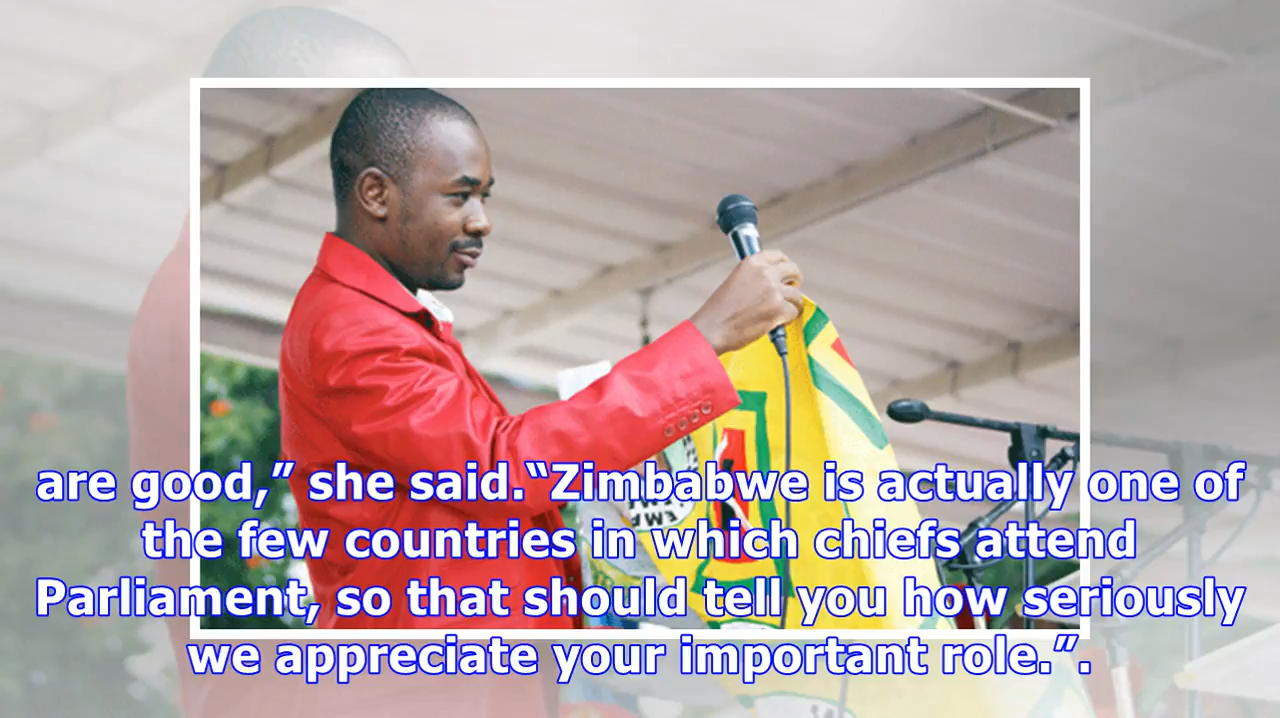 are good,” she said.“Zimbabwe is actually one of
the few countries in which chiefs attend
Parliament, so that should tell you how seriously
we appreciate your important role.”.